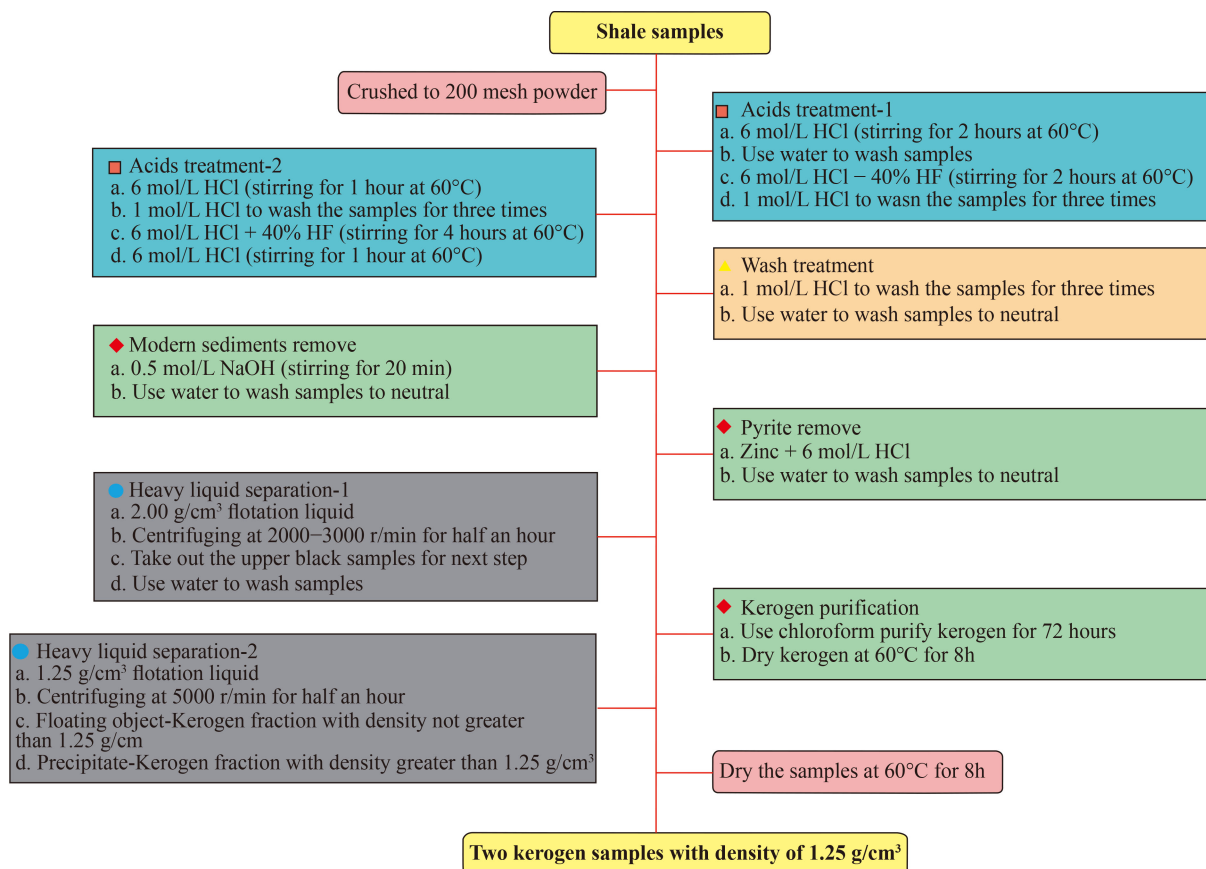 Shale samples
Crushed to 200 mesh powder
Acids treatment-1
a. 6 mol/L HCl (stirring for 2 hours at 60°C)
b. Use water to wash samples
c. 6 mol/L HCl − 40% HF (stirring for 2 hours at 60°C)
d. 1 mol/L HCl to wasn the samples for three times
Acids treatment-2
a. 6 mol/L HCl (stirring for 1 hour at 60°C)
b. 1 mol/L HCl to wash the samples for three times
c. 6 mol/L HCl + 40% HF (stirring for 4 hours at 60°C)
d. 6 mol/L HCl (stirring for 1 hour at 60°C)
Wash treatment
a. 1 mol/L HCl to wash the samples for three times
b. Use water to wash samples to neutral
Modern sediments remove
a. 0.5 mol/L NaOH (stirring for 20 min)
b. Use water to wash samples to neutral
Pyrite remove
a. Zinc + 6 mol/L HCl
b. Use water to wash samples to neutral
Heavy liquid separation-1
a. 2.00 g/cm³ flotation liquid
b. Centrifuging at 2000−3000 r/min for half an hour
c. Take out the upper black samples for next step
d. Use water to wash samples
Kerogen purification
a. Use chloroform purify kerogen for 72 hours
b. Dry kerogen at 60°C for 8h
Heavy liquid separation-2
a. 1.25 g/cm³ flotation liquid
b. Centrifuging at 5000 r/min for half an hour
c. Floating object-Kerogen fraction with density not greater
than 1.25 g/cm
d. Precipitate-Kerogen fraction with density greater than 1.25 g/cm³
Dry the samples at 60°C for 8h
Two kerogen samples with density of 1.25 g/cm³